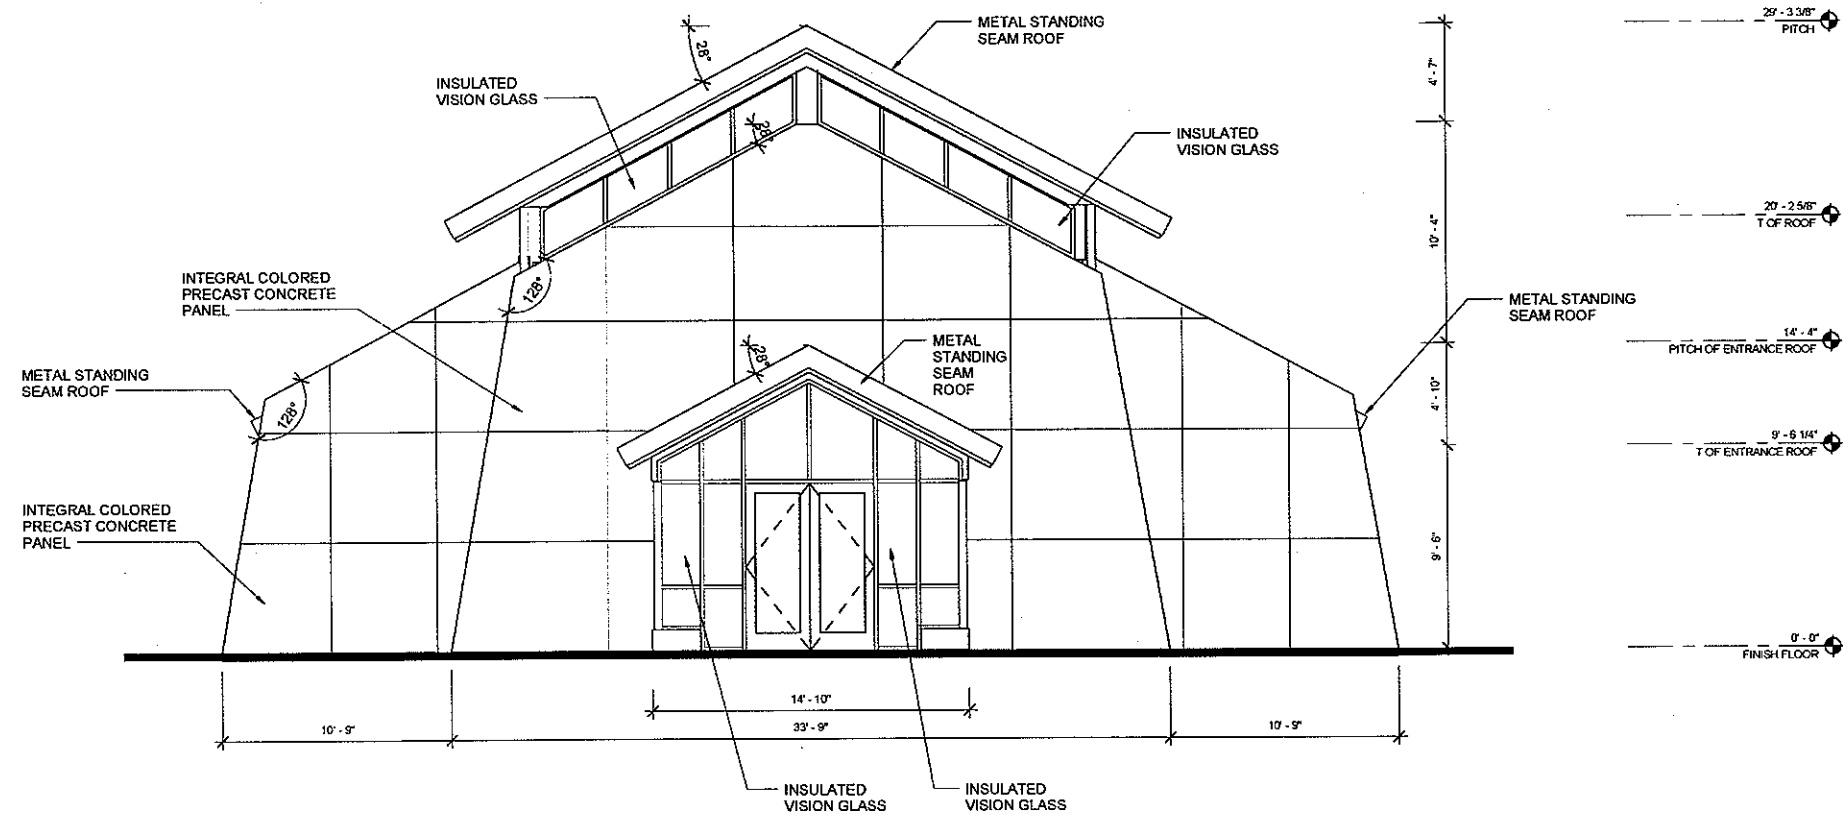 METAL STANDING
SEAM ROOF
29' - 3 3/8"
PITCH
28°
4' - 7"
INSULATED
VISION GLASS
28°
INSULATED
VISION GLASS
20' - 2 5/8"
T OF ROOF
10' - 4"
INTEGRAL COLORED
PRECAST CONCRETE
PANEL
128°
METAL STANDING
SEAM ROOF
14' - 4"
PITCH OF ENTRANCE ROOF
METAL
STANDING
SEAM
ROOF
28°
METAL STANDING
SEAM ROOF
128°
4' - 10"
9' - 6 1/4"
T OF ENTRANCE ROOF
INTEGRAL COLORED
PRECAST CONCRETE
PANEL
9' - 6"
0' - 0"
FINISH FLOOR
14' - 10"
10' - 9"
33' - 9"
10' - 9"
INSULATED
VISION GLASS
INSULATED
VISION GLASS